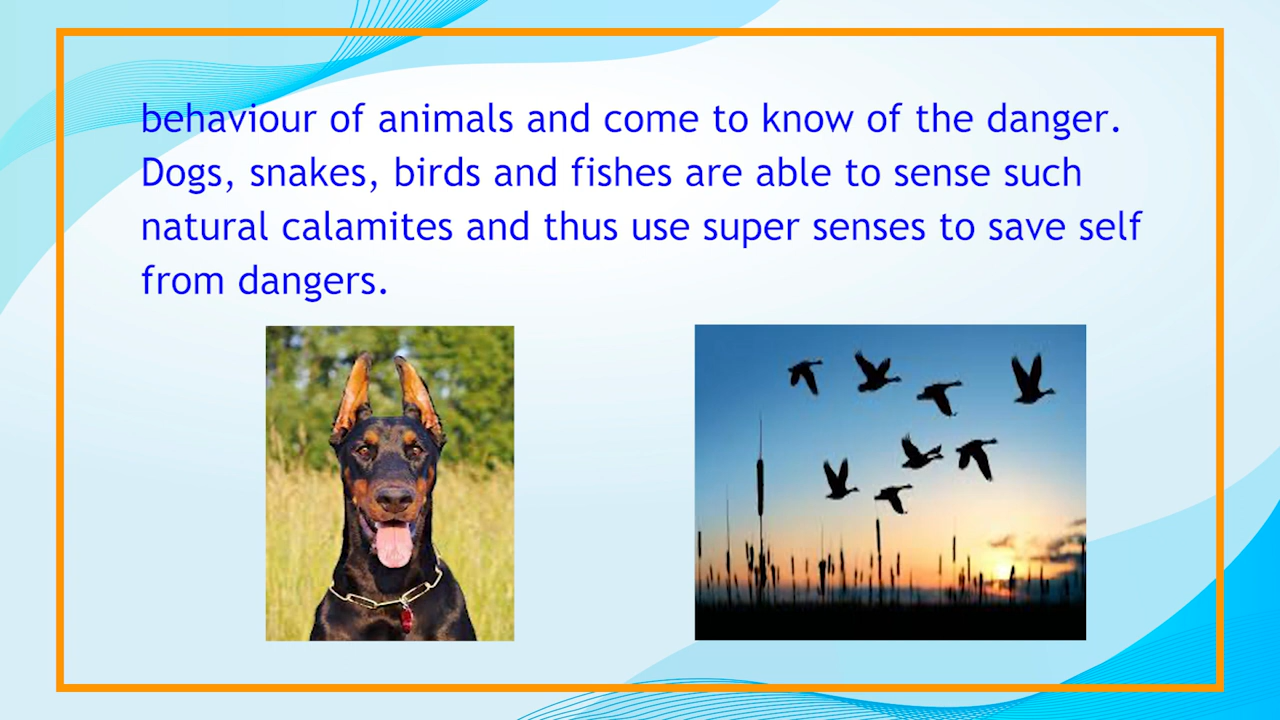 behaviour of animals and come to know of the danger.
Dogs, snakes, birds and fishes are able to sense such
natural calamites and thus use super senses to save self
from dangers.